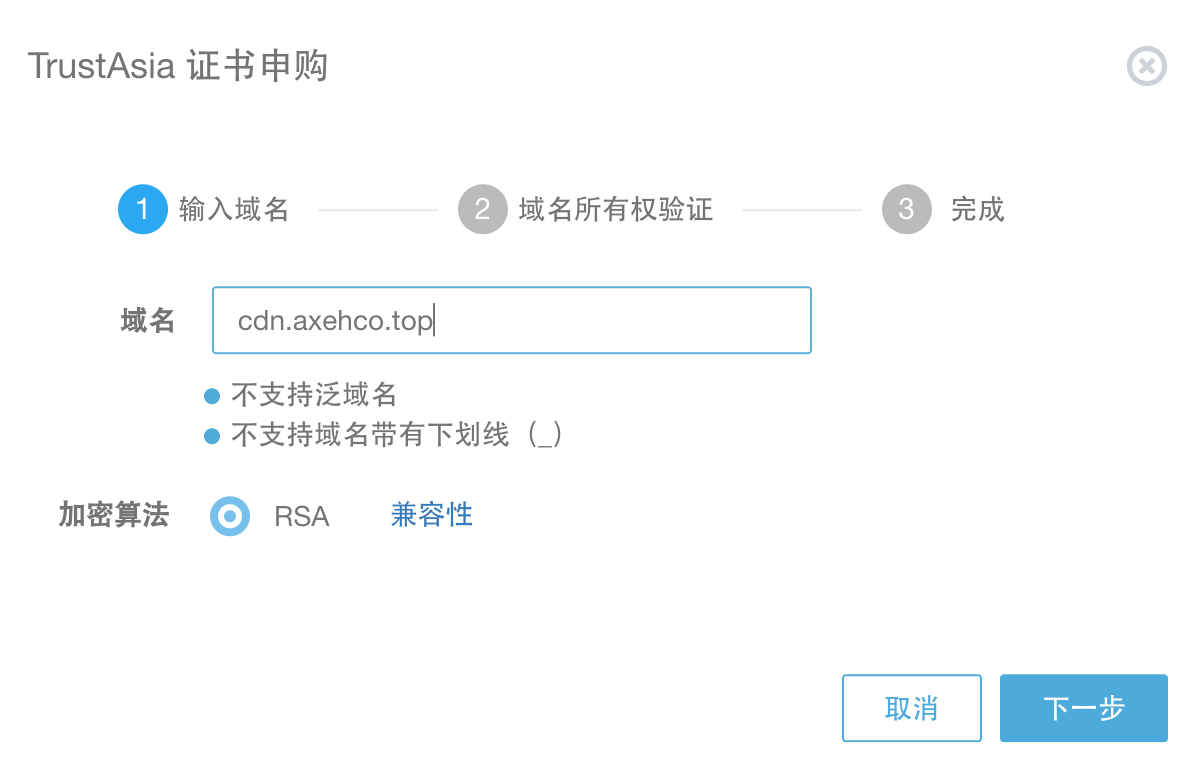 TrustAsia 证书申购
1 输入域名 2 域名所有权验证 3 完成
域名 cdn.axehco.top
不支持泛域名
不支持域名带有下划线（_）
加密算法 RSA 兼容性
取消 下一步